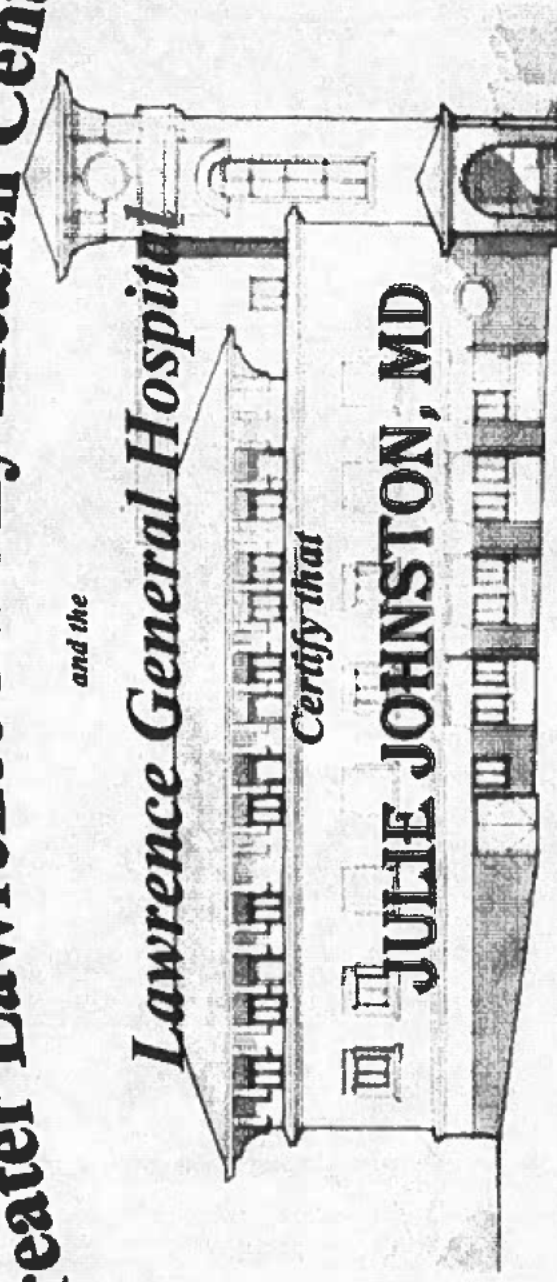 and the
Lawrence General Hospital
Certify that
JULIE JOHNSTON, MD